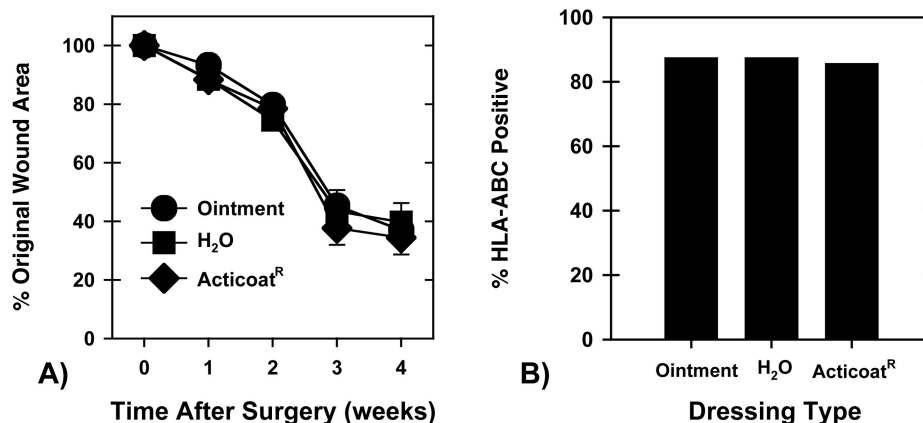 % Original Wound Area
100
80
60
40
20
0
Ointment
H₂O
Acticoatᴿ
0 1 2 3 4
A)
Time After Surgery (weeks)
% HLA-ABC Positive
100
80
60
40
20
0
Ointment H₂O Acticoatᴿ
B)
Dressing Type